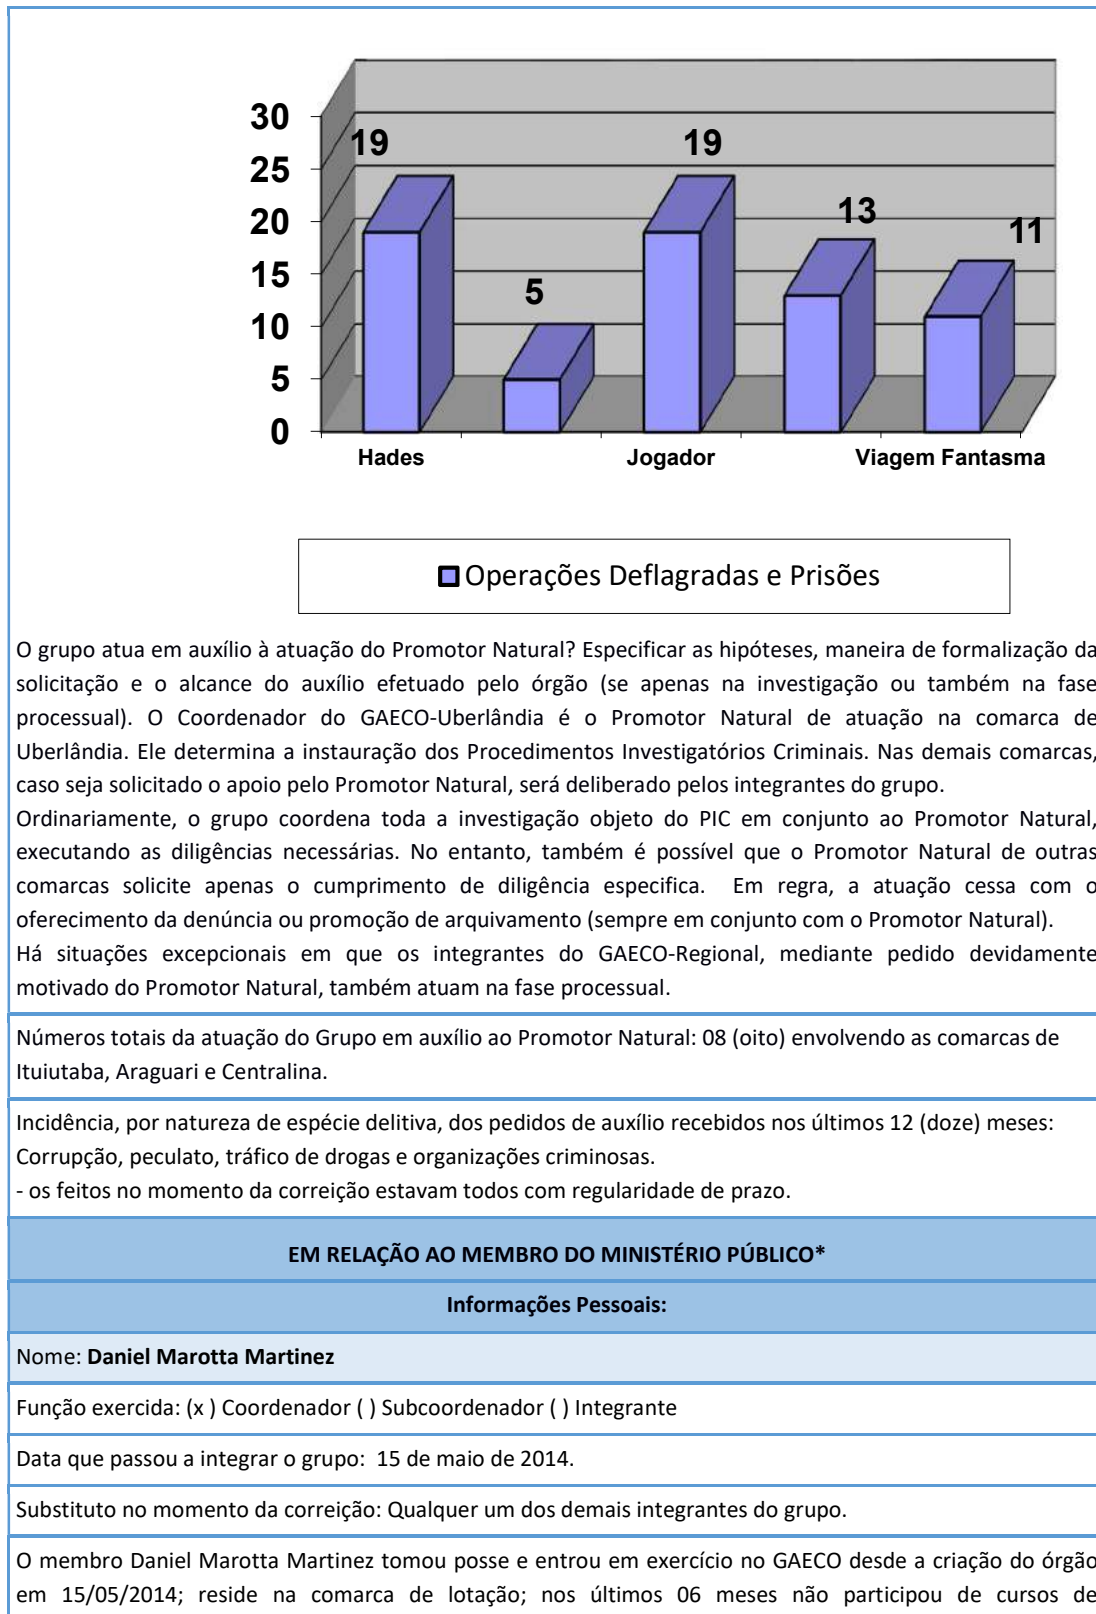 30
25
20
15
10
5
0
19
5
19
13
11
Hades
Jogador
Viagem Fantasma
Operações Deflagradas e Prisões
O grupo atua em auxílio à atuação do Promotor Natural? Especificar as hipóteses, maneira de formalização da
solicitação e o alcance do auxílio efetuado pelo órgão (se apenas na investigação ou também na fase
processual). O Coordenador do GAECO-Uberlândia é o Promotor Natural de atuação na comarca de
Uberlândia. Ele determina a instauração dos Procedimentos Investigatórios Criminais. Nas demais comarcas,
caso seja solicitado o apoio pelo Promotor Natural, será deliberado pelos integrantes do grupo.
Ordinariamente, o grupo coordena toda a investigação objeto do PIC em conjunto ao Promotor Natural,
executando as diligências necessárias. No entanto, também é possível que o Promotor Natural de outras
comarcas solicite apenas o cumprimento de diligência especifica. Em regra, a atuação cessa com o
oferecimento da denúncia ou promoção de arquivamento (sempre em conjunto com o Promotor Natural).
Há situações excepcionais em que os integrantes do GAECO-Regional, mediante pedido devidamente
motivado do Promotor Natural, também atuam na fase processual.
Números totais da atuação do Grupo em auxílio ao Promotor Natural: 08 (oito) envolvendo as comarcas de
Ituiutaba, Araguari e Centralina.
Incidência, por natureza de espécie delitiva, dos pedidos de auxílio recebidos nos últimos 12 (doze) meses:
Corrupção, peculato, tráfico de drogas e organizações criminosas.
- os feitos no momento da correição estavam todos com regularidade de prazo.
EM RELAÇÃO AO MEMBRO DO MINISTÉRIO PÚBLICO*
Informações Pessoais:
Nome: Daniel Marotta Martinez
Função exercida: (x ) Coordenador ( ) Subcoordenador ( ) Integrante
Data que passou a integrar o grupo: 15 de maio de 2014.
Substituto no momento da correição: Qualquer um dos demais integrantes do grupo.
O membro Daniel Marotta Martinez tomou posse e entrou em exercício no GAECO desde a criação do órgão
em 15/05/2014; reside na comarca de lotação; nos últimos 06 meses não participou de cursos de